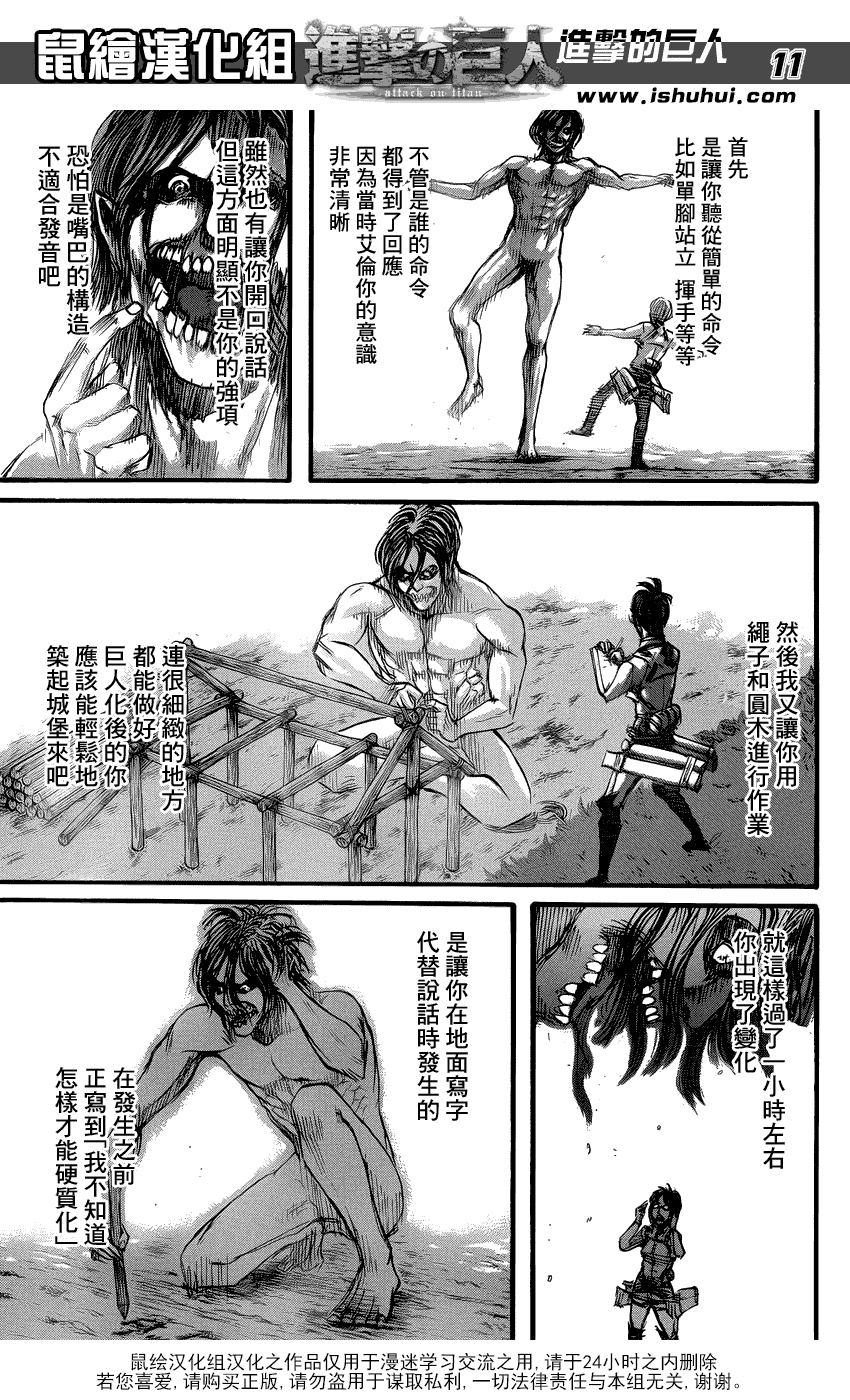 鼠繪漢化組
進撃の巨人
attack on titan
進擊的巨人
www.ishuhui.com
11
首先
是讓你聽從簡單的命令
比如單腳站立 揮手等等
不管是誰的命令
都得到了回應
因為當時艾倫你的意識
非常清晰
雖然也有讓你開回說話
但這方面明顯不是你的強項
恐怕是嘴巴的構造
不適合發音吧
然後我又讓你用
繩子和圓木進行作業
連很細緻的地方
都能做好
巨人化後的你
應該能輕鬆地
築起城堡來吧
就這樣過了一小時左右
你出現了變化
是讓你在地面寫字
代替說話時發生的
在發生之前
正寫到「我不知道
怎樣才能硬質化」
鼠绘汉化组汉化之作品仅用于漫迷学习交流之用, 请于24小时之内删除
若您喜爱, 请购买正版, 请勿盗用于谋取私利, 一切法律责任与本组无关, 谢谢.